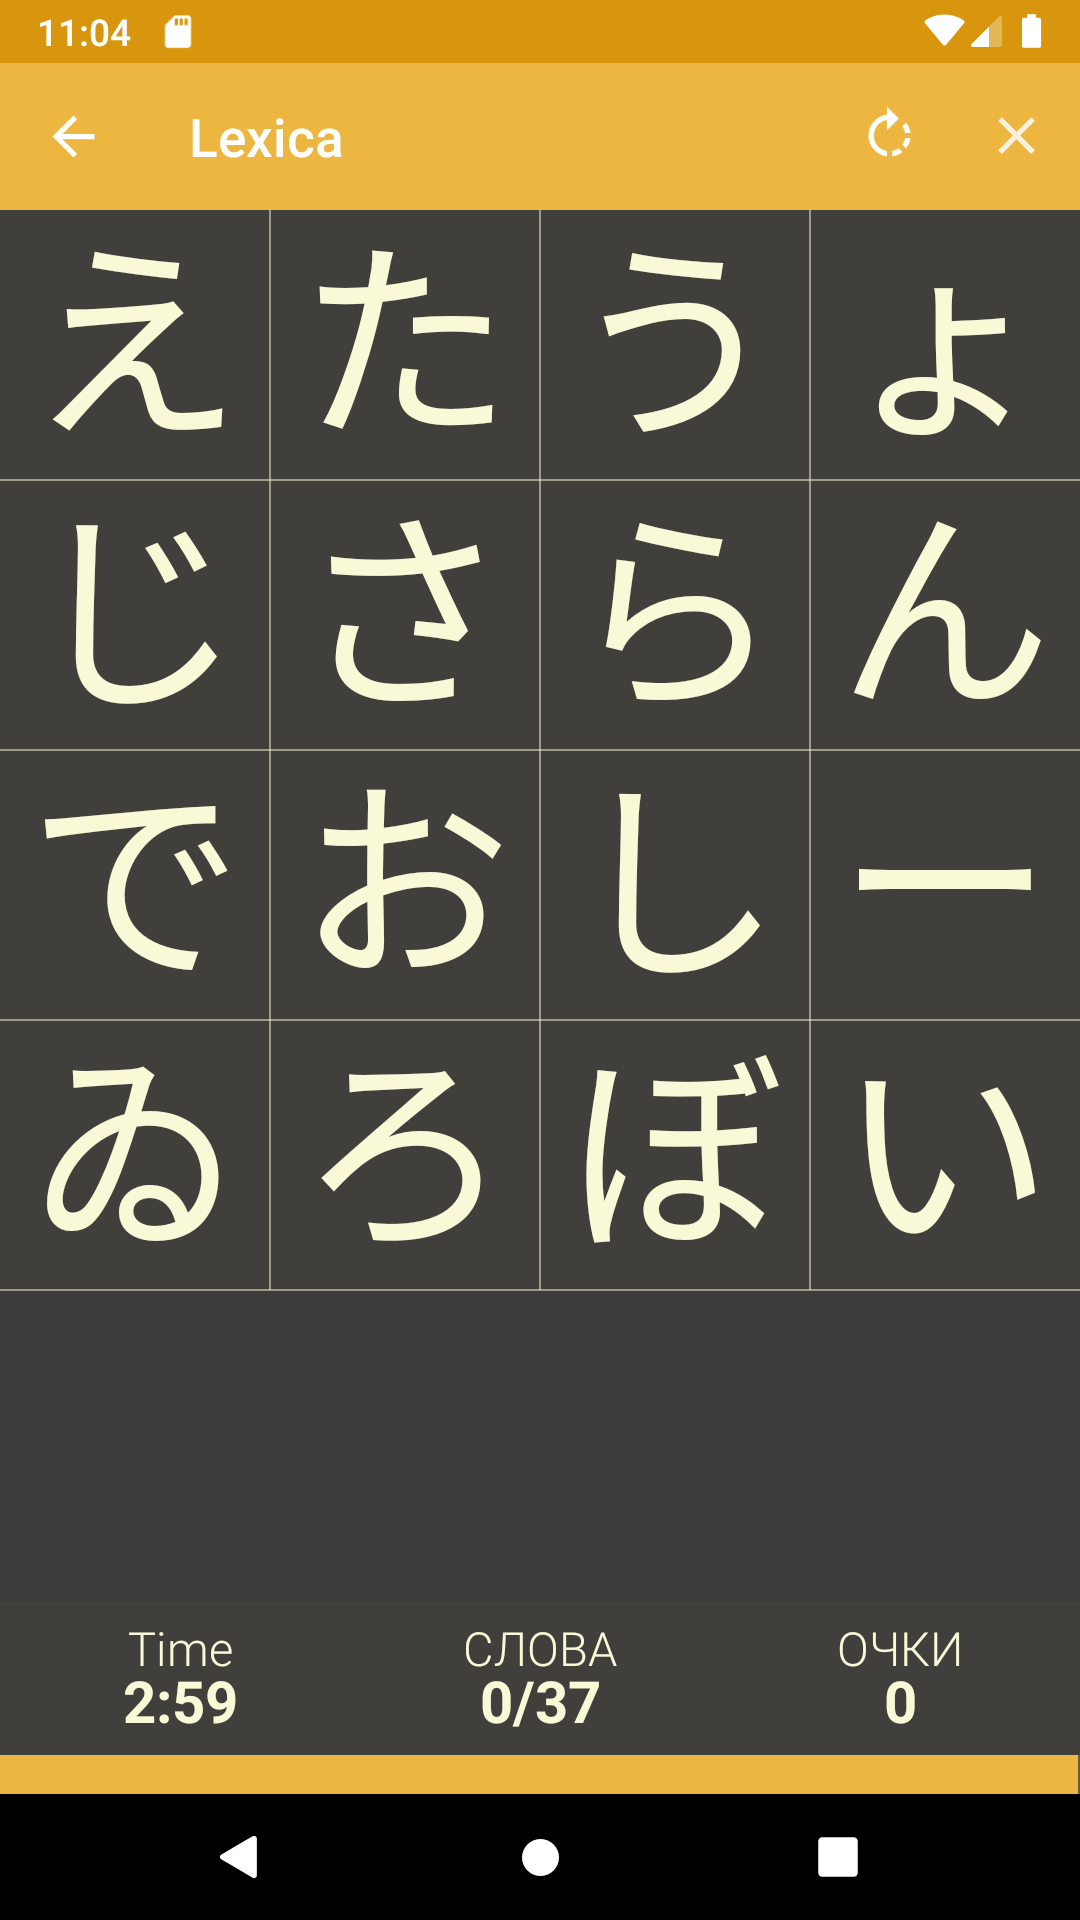 11:04
Lexica
え た う ょ
じ さ ら ん
で お し ー
ゐ ろ ぼ い
Time СЛОВА ОЧКИ
2:59 0/37 0